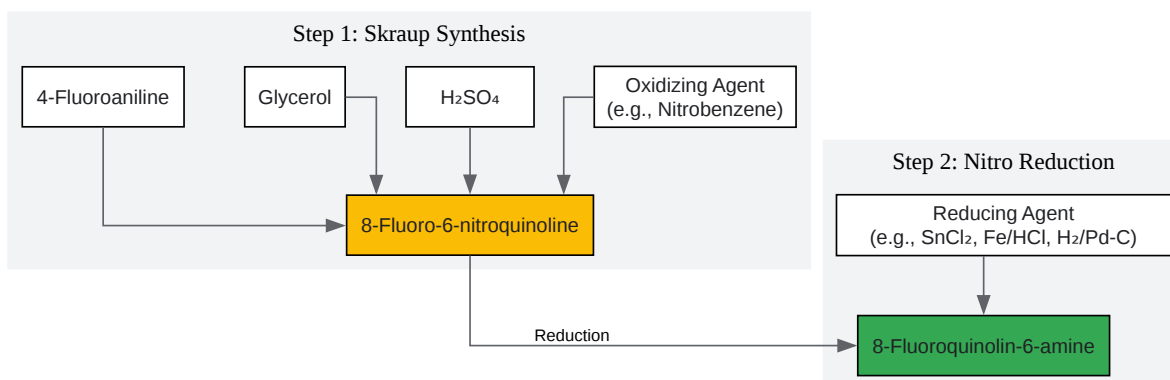 Step 1: Skraup Synthesis
4-Fluoroaniline
Glycerol
H₂SO₄
Oxidizing Agent
(e.g., Nitrobenzene)
8-Fluoro-6-nitroquinoline
Step 2: Nitro Reduction
Reducing Agent
(e.g., SnCl₂, Fe/HCl, H₂/Pd-C)
Reduction
8-Fluoroquinolin-6-amine